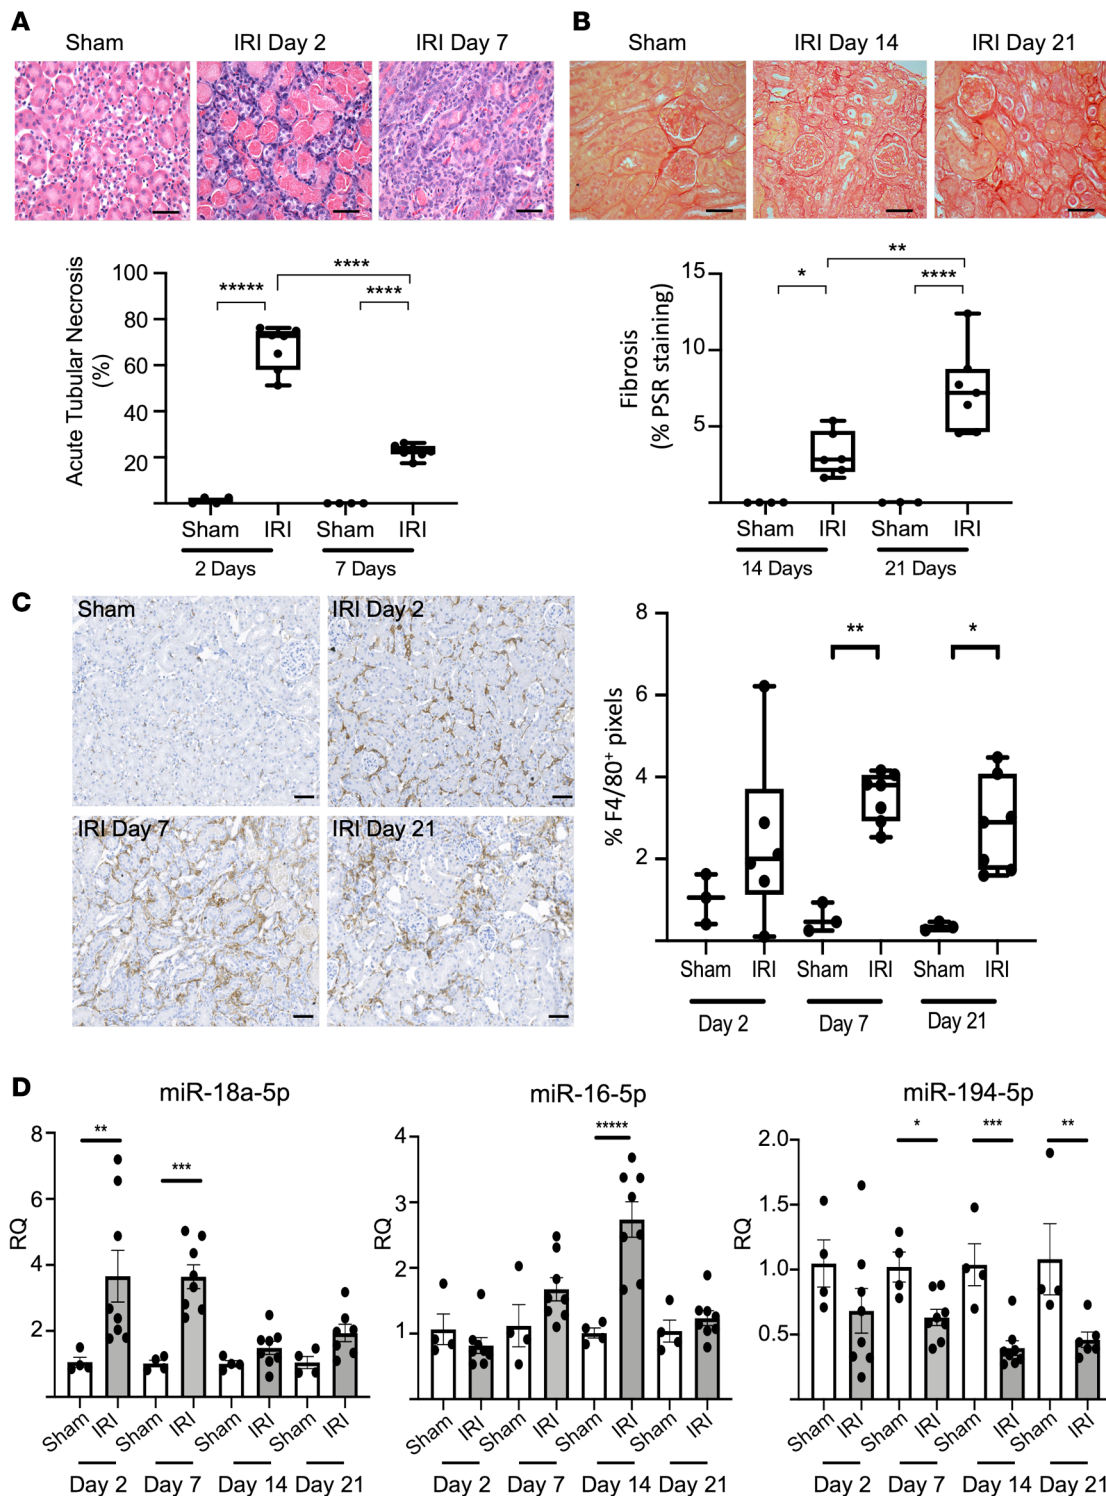 A
Sham IRI Day 2 IRI Day 7
Acute Tubular Necrosis
(%)
100
80
60
40
20
***** **** ****
Sham IRI Sham IRI
2 Days 7 Days
B
Sham IRI Day 14 IRI Day 21
Fibrosis
(% PSR staining)
15
10
5
* ** ****
Sham IRI Sham IRI
14 Days 21 Days
C
Sham IRI Day 2
IRI Day 7 IRI Day 21
% F4/80+ pixels
8
6
4
2
** *
Sham IRI Sham IRI Sham IRI
Day 2 Day 7 Day 21
D
miR-18a-5p
RQ
8
6
4
2
** ***
Sham IRI Sham IRI Sham IRI Sham IRI
Day 2 Day 7 Day 14 Day 21
miR-16-5p
RQ
4
3
2
1
*****
Sham IRI Sham IRI Sham IRI Sham IRI
Day 2 Day 7 Day 14 Day 21
miR-194-5p
RQ
2.0
1.5
1.0
0.5
* *** **
Sham IRI Sham IRI Sham IRI Sham IRI
Day 2 Day 7 Day 14 Day 21